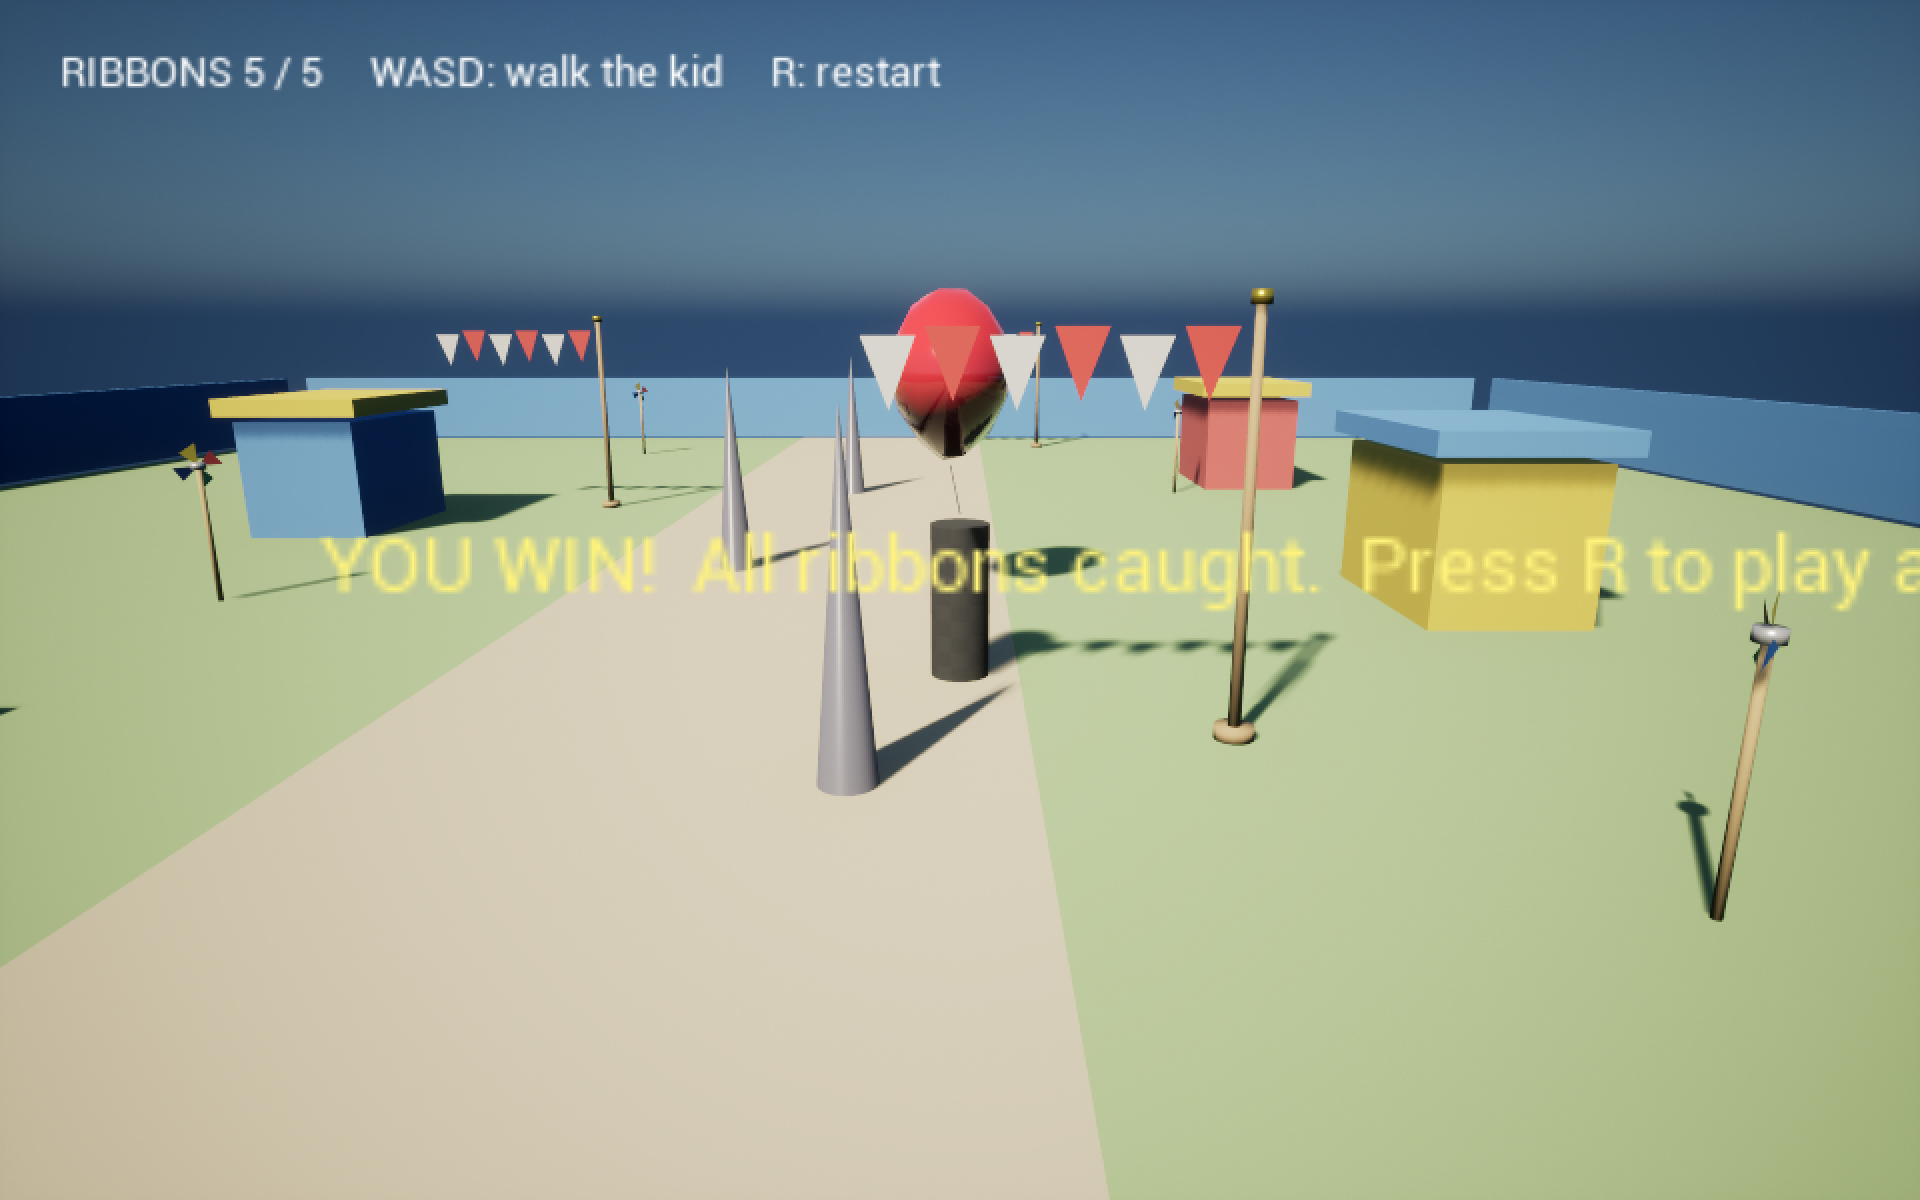 RIBBONS 5 / 5 WASD: walk the kid R: restart
YOU WIN! All ribbons caught. Press R to play a